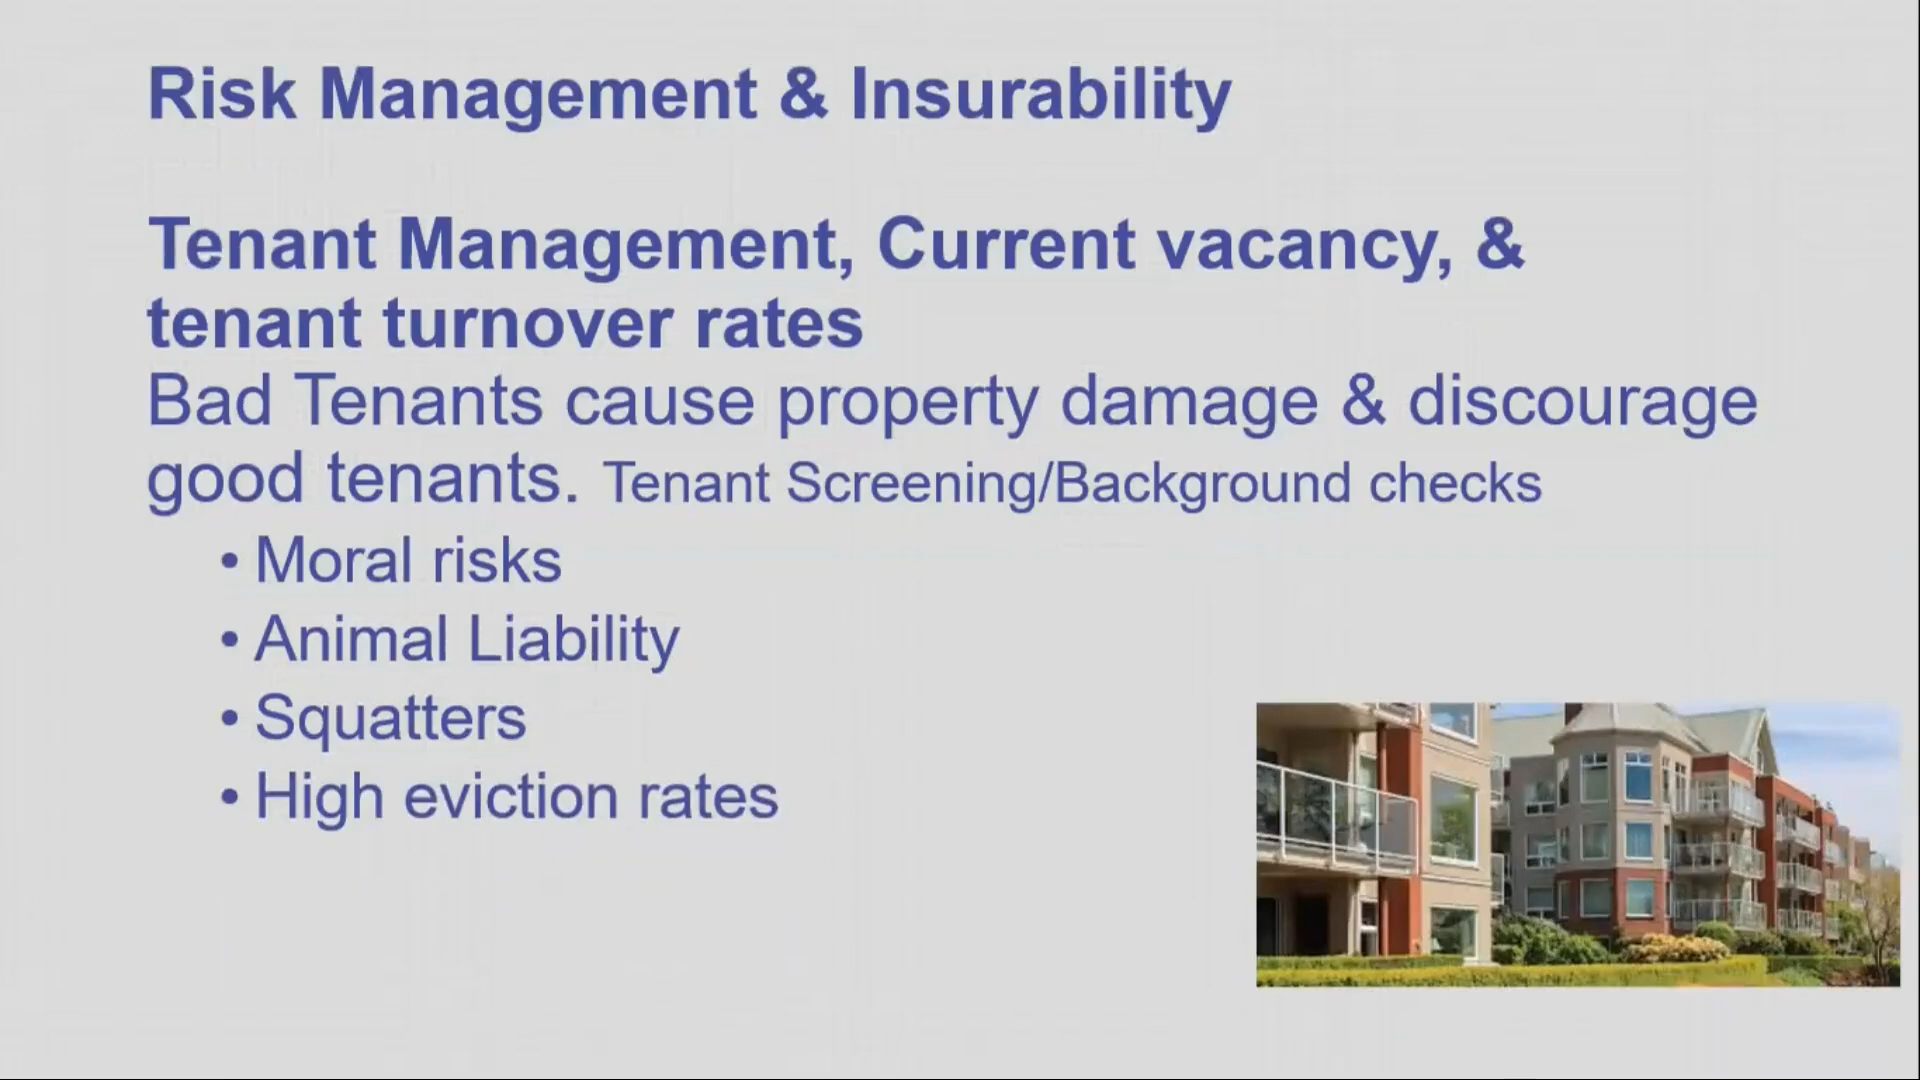 Risk Management & Insurability
Tenant Management, Current vacancy, &
tenant turnover rates
Bad Tenants cause property damage & discourage
good tenants. Tenant Screening/Background checks
• Moral risks
• Animal Liability
• Squatters
• High eviction rates